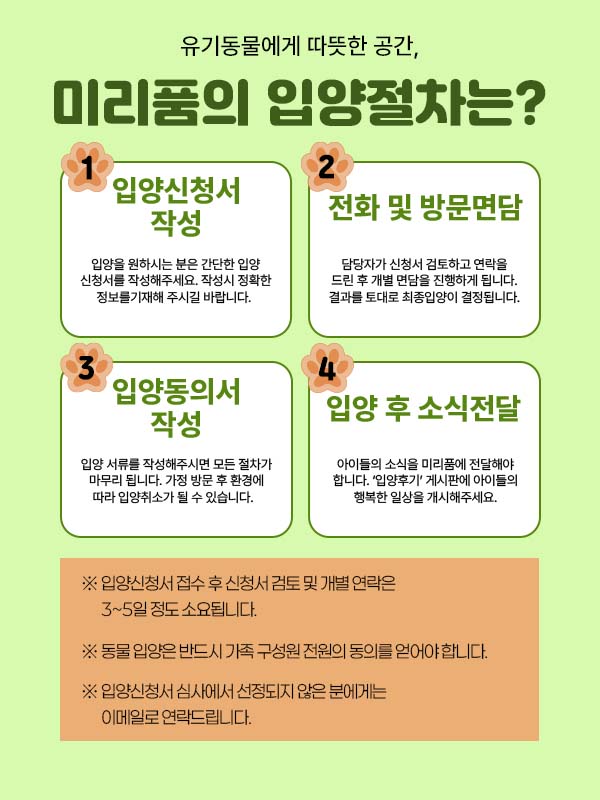 유기동물에게 따뜻한 공간,
미리품의 입양절차는?
1
입양신청서
작성
입양을 원하시는 분은 간단한 입양
신청서를 작성해주세요. 작성시 정확한
정보를기재해 주시길 바랍니다.
2
전화 및 방문면담
담당자가 신청서 검토하고 연락을
드린 후 개별 면담을 진행하게 됩니다.
결과를 토대로 최종입양이 결정됩니다.
3
입양동의서
작성
입양 서류를 작성해주시면 모든 절차가
마무리 됩니다. 가정 방문 후 환경에
따라 입양취소가 될 수 있습니다.
4
입양 후 소식전달
아이들의 소식을 미리품에 전달해야
합니다. ‘입양후기’ 게시판에 아이들의
행복한 일상을 개시해주세요.
※ 입양신청서 접수 후 신청서 검토 및 개별 연락은
3~5일 정도 소요됩니다.
※ 동물 입양은 반드시 가족 구성원 전원의 동의를 얻어야 합니다.
※ 입양신청서 심사에서 선정되지 않은 분에게는
이메일로 연락드립니다.